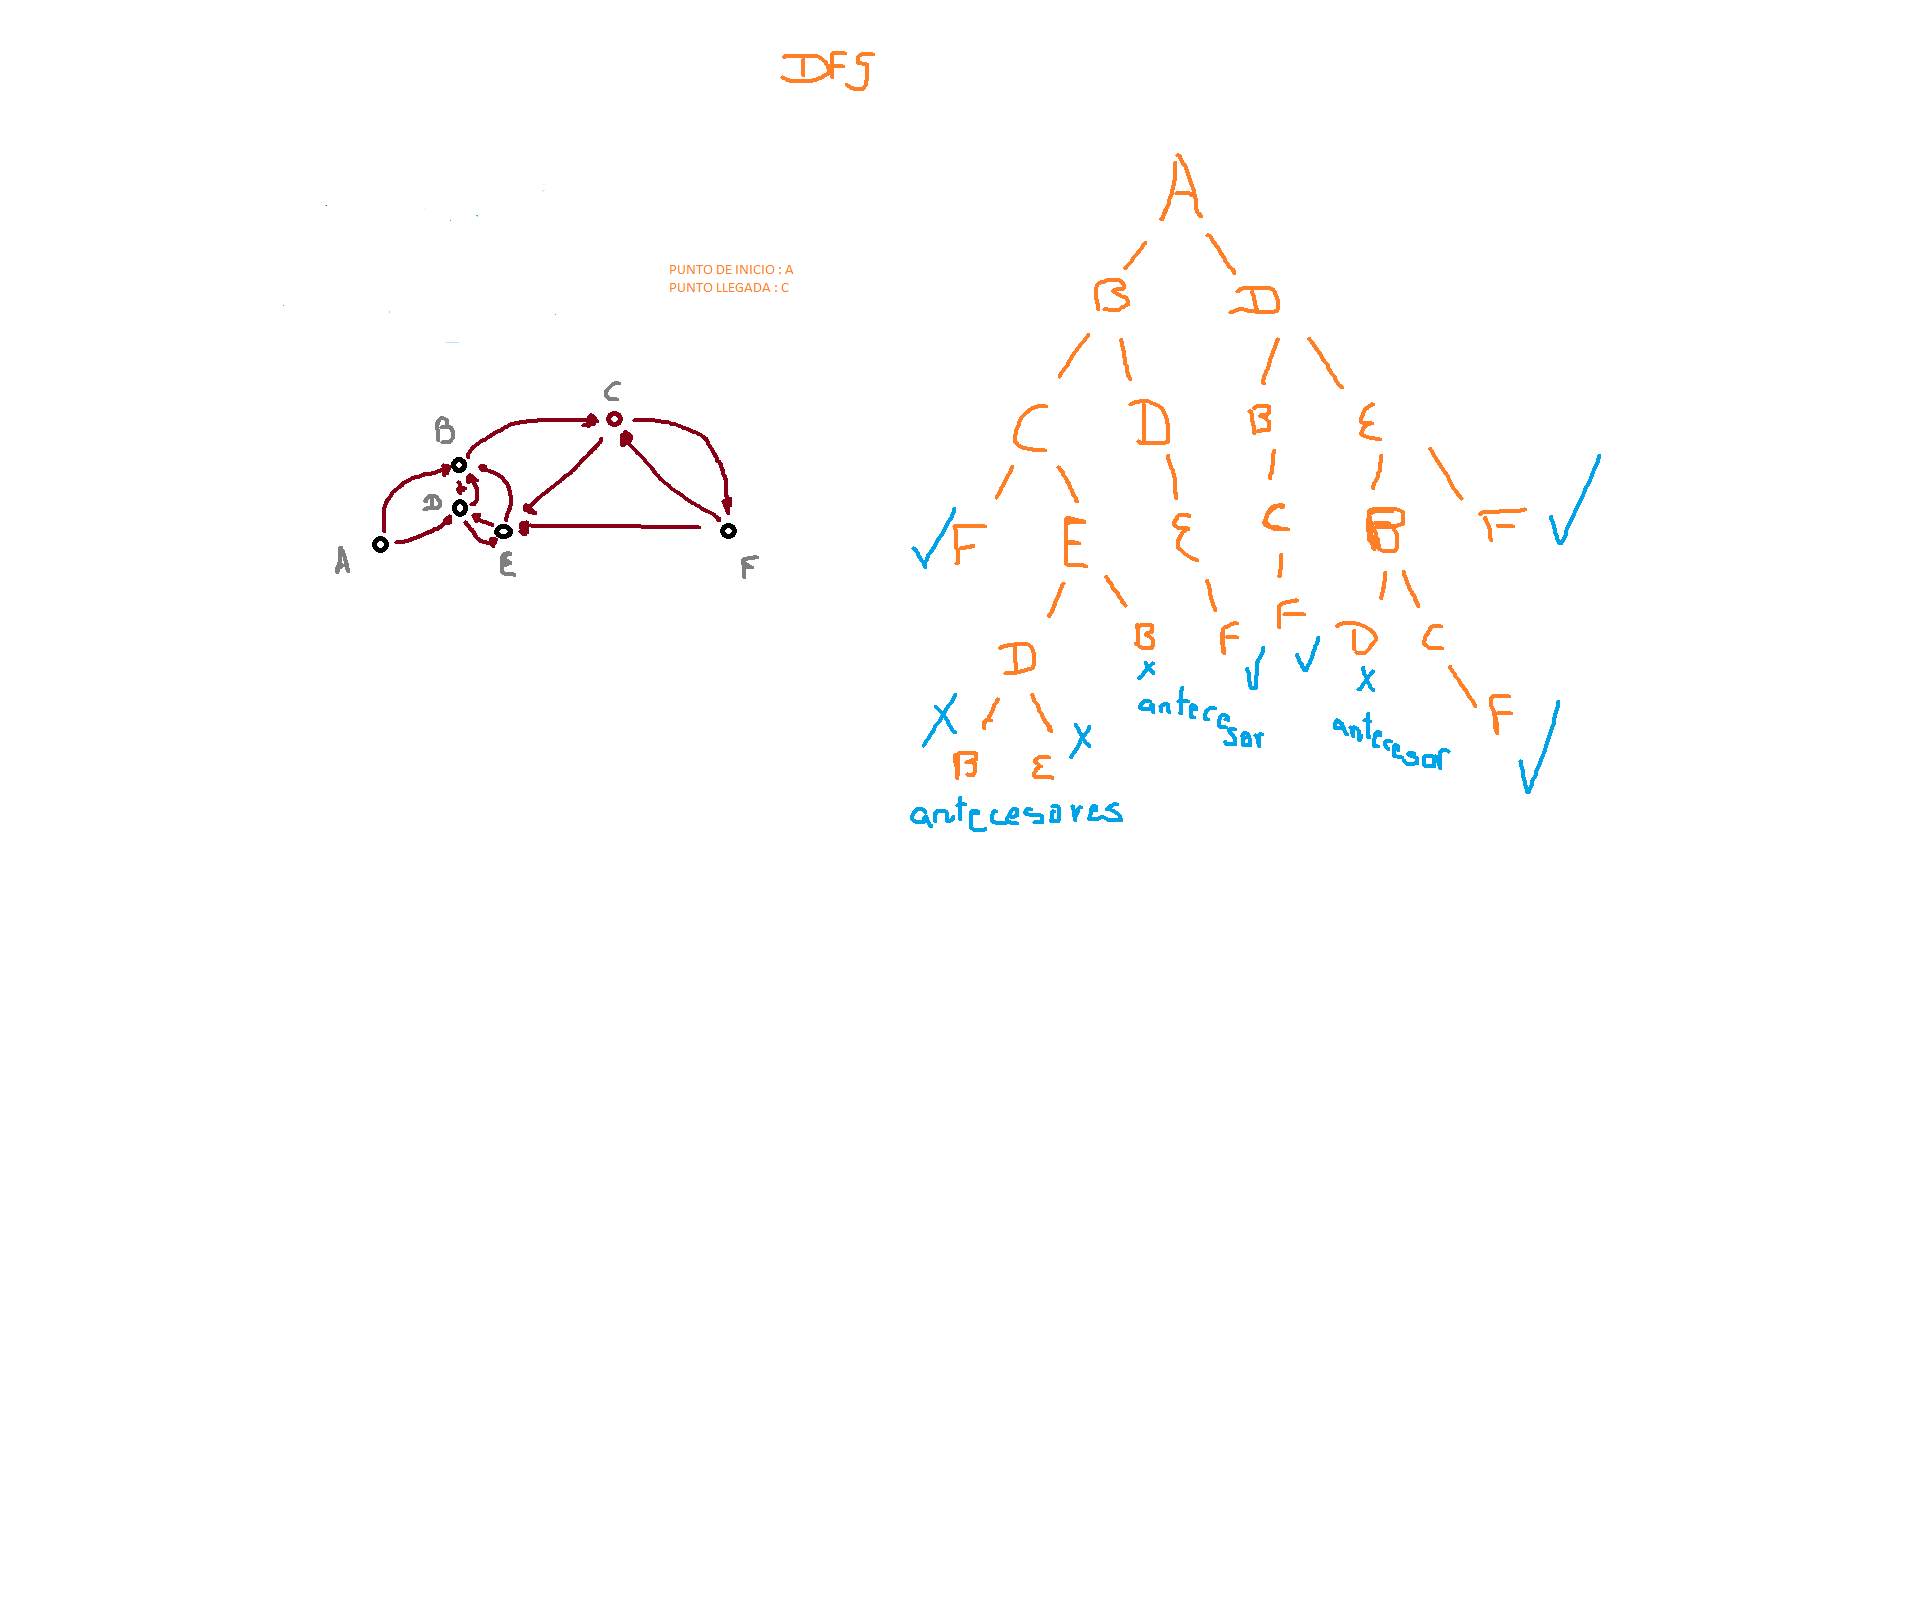 DFS
PUNTO DE INICIO : A
PUNTO LLEGADA : C
C
B
D
A
E
F
A
B D
C D B E
F E E C B F
D B F F D C
antecesor antecesor
F
B E
antecesores